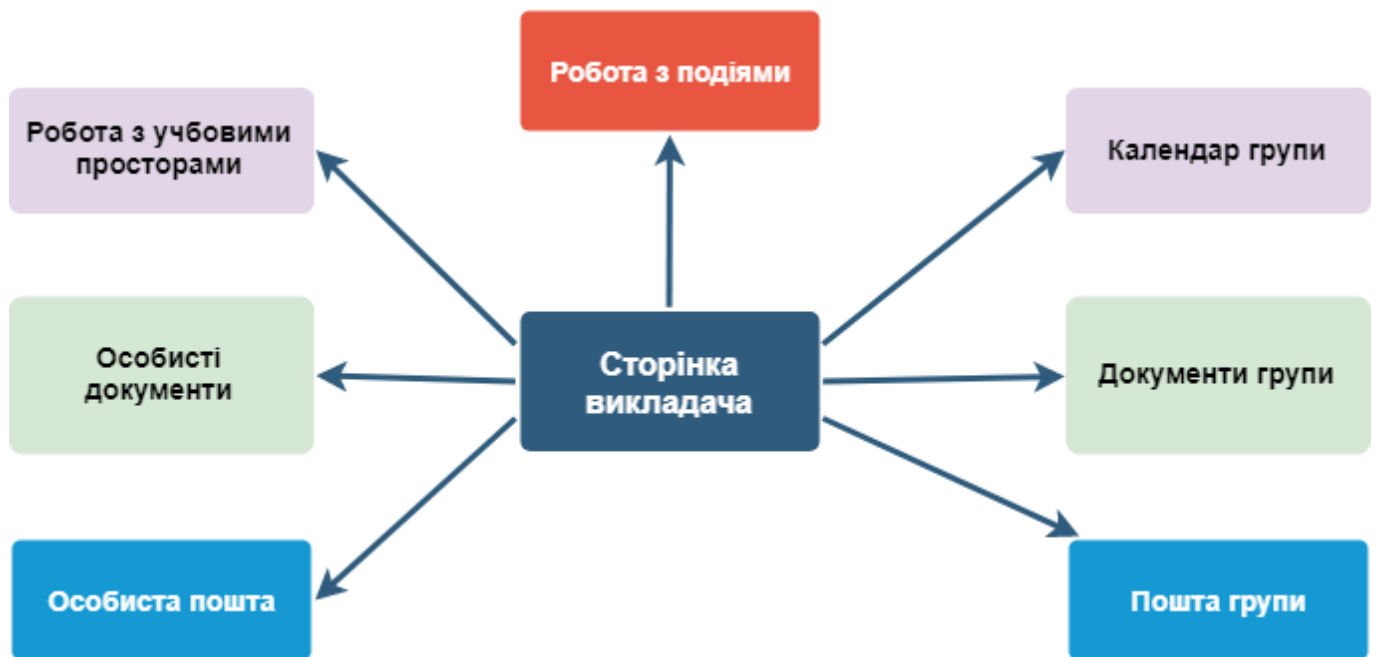 Робота з подіями
Робота з учбовими
просторами
Календар групи
Особисті
документи
Сторінка
викладача
Документи групи
Особиста пошта
Пошта групи